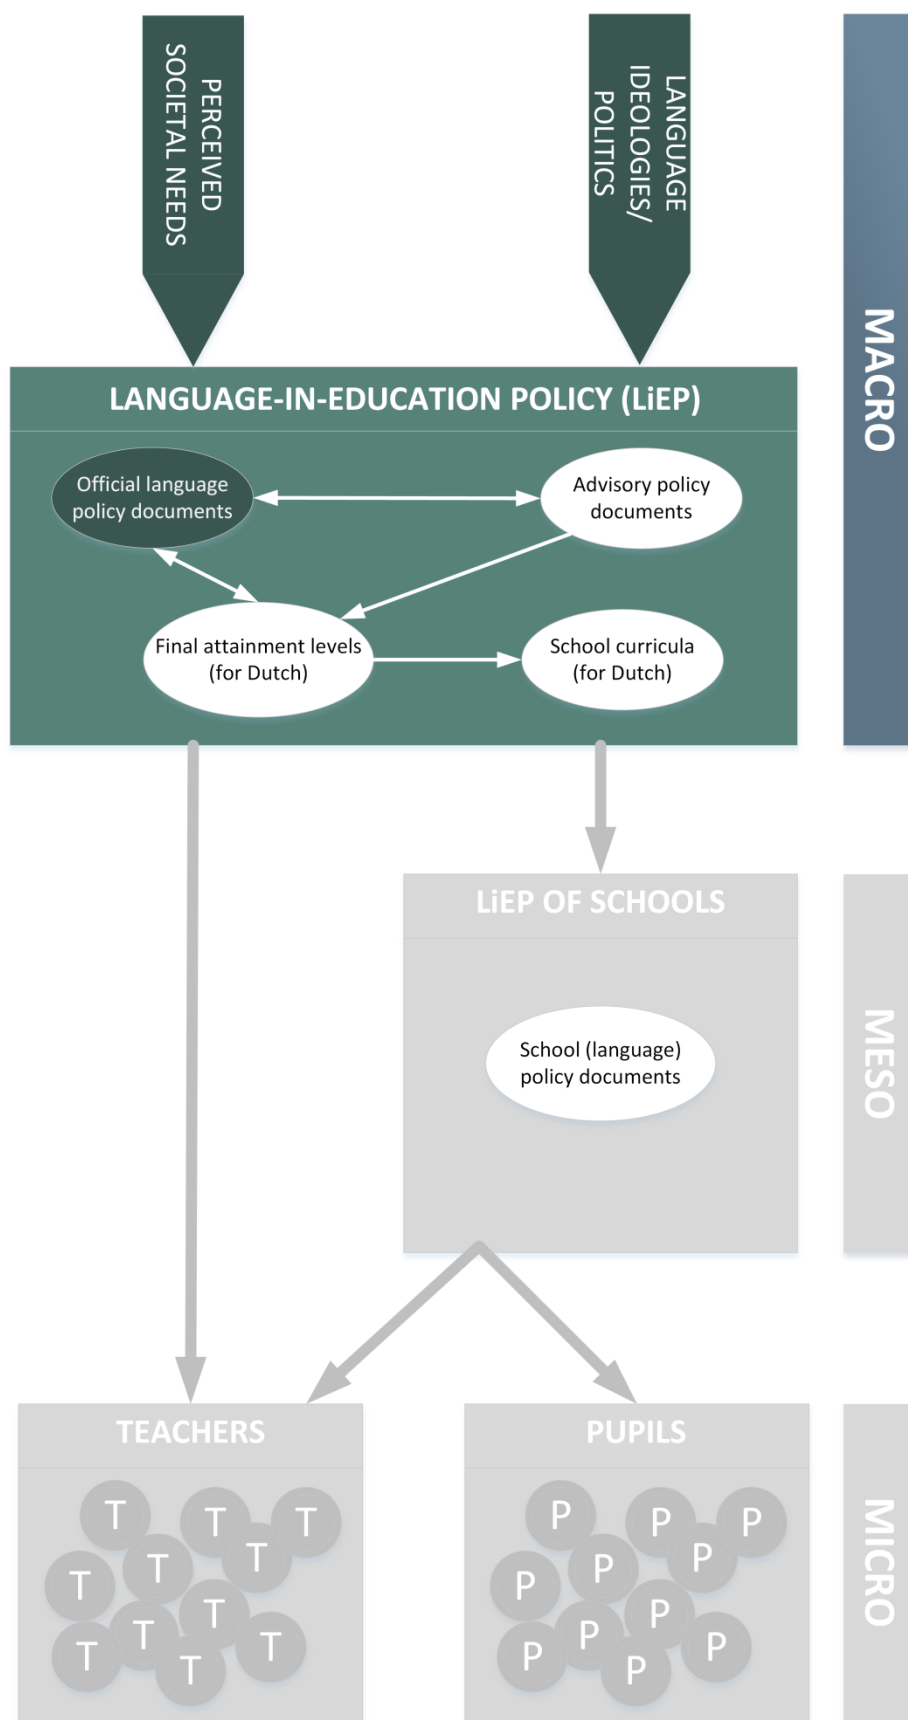 PERCEIVED
SOCIETAL NEEDS
LANGUAGE
IDEOLOGIES/
POLITICS
MACRO
LANGUAGE-IN-EDUCATION POLICY (LiEP)
Official language
policy documents
Advisory policy
documents
Final attainment levels
(for Dutch)
School curricula
(for Dutch)
LiEP OF SCHOOLS
School (language)
policy documents
MESO
TEACHERS
PUPILS
MICRO
T
T
T
T
T
T
T
T
T
T
T
P
P
P
P
P
P
P
P
P
P
P